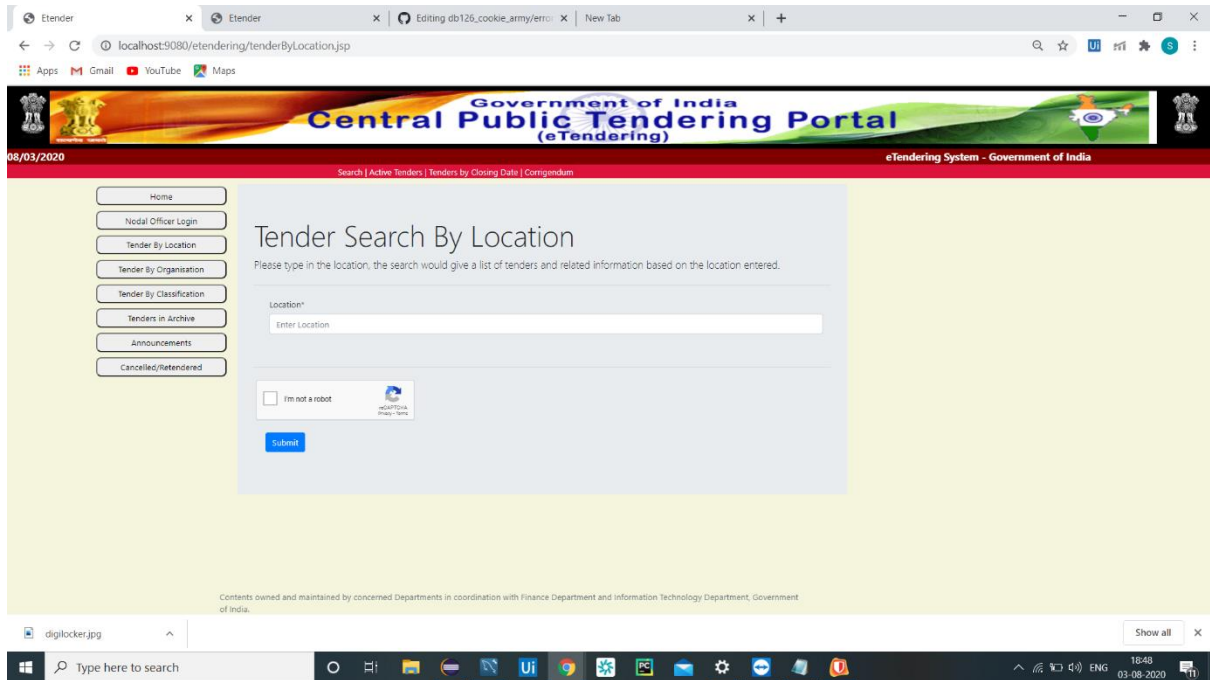 Etender
Etender
Editing db126_cookie_army/error
New Tab
localhost:9080/etendering/tenderByLocation.jsp
Apps
Gmail
YouTube
Maps
Government of India
Central Public Tendering Portal
(eTendering)
08/03/2020
eTendering System - Government of India
Search | Active Tenders | Tenders by Closing Date | Corrigendum
Home
Nodal Officer Login
Tender By Location
Tender By Organisation
Tender By Classification
Tenders in Archive
Announcements
Cancelled/Retendered
Tender Search By Location
Please type in the location, the search would give a list of tenders and related information based on the location entered.
Location*
Enter Location
I'm not a robot
reCAPTCHA
Privacy - Terms
Submit
Contents owned and maintained by concerned Departments in coordination with Finance Department and Information Technology Department, Government
of India.
digilocker.jpg
Show all
Type here to search
ENG
18:48
03-08-2020